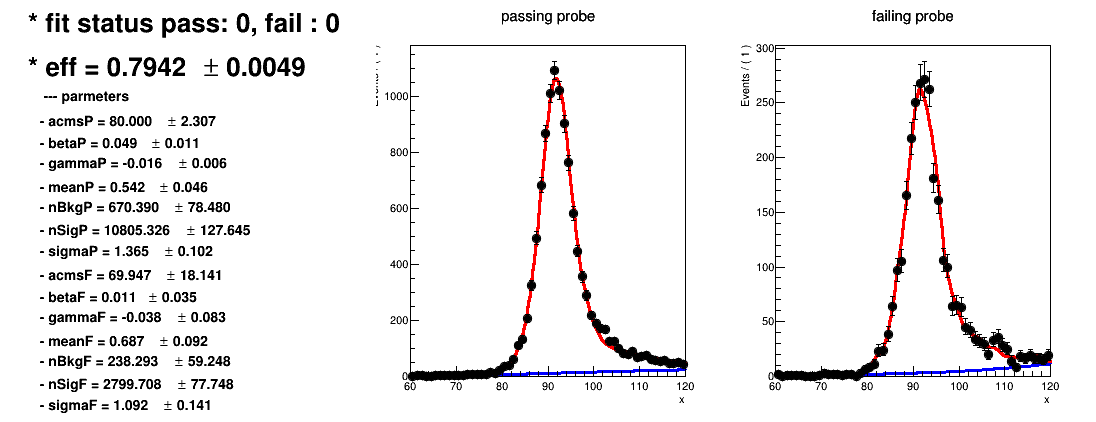 * fit status pass: 0, fail : 0
* eff = 0.7942 ± 0.0049
--- parmeters
- acmsP = 80.000 ± 2.307
- betaP = 0.049 ± 0.011
- gammaP = -0.016 ± 0.006
- meanP = 0.542 ± 0.046
- nBkgP = 670.390 ± 78.480
- nSigP = 10805.326 ± 127.645
- sigmaP = 1.365 ± 0.102
- acmsF = 69.947 ± 18.141
- betaF = 0.011 ± 0.035
- gammaF = -0.038 ± 0.083
- meanF = 0.687 ± 0.092
- nBkgF = 238.293 ± 59.248
- nSigF = 2799.708 ± 77.748
- sigmaF = 1.092 ± 0.141
passing probe
1000
800
600
400
200
0
60 70 80 90 100 110 120
x
failing probe
Events / ( 1 )
300
250
200
150
100
50
0
60 70 80 90 100 110 120
x